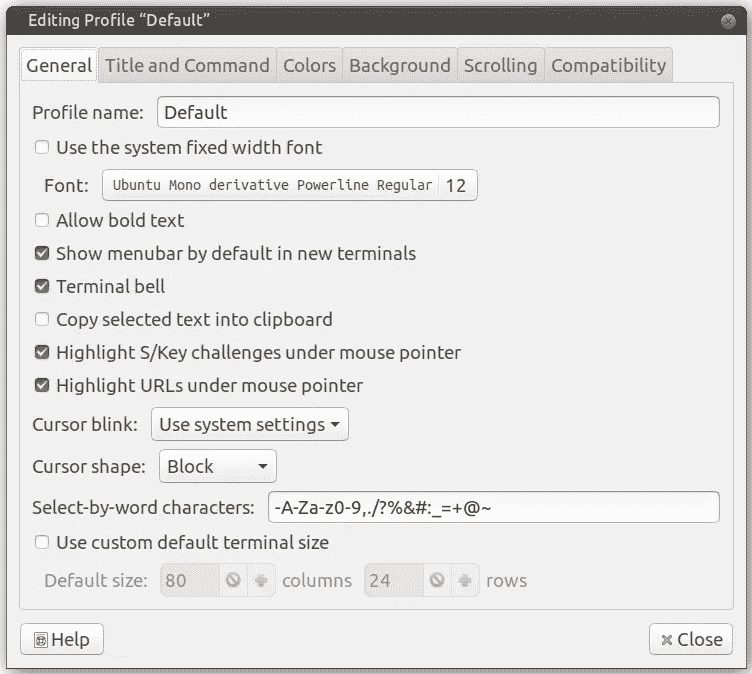 Editing Profile “Default”
General Title and Command Colors Background Scrolling Compatibility
Profile name: Default
Use the system fixed width font
Font: Ubuntu Mono derivative Powerline Regular 12
Allow bold text
Show menubar by default in new terminals
Terminal bell
Copy selected text into clipboard
Highlight S/Key challenges under mouse pointer
Highlight URLs under mouse pointer
Cursor blink: Use system settings
Cursor shape: Block
Select-by-word characters: -A-Za-z0-9,./?%&#:_=+@~
Use custom default terminal size
Default size: 80 columns 24 rows
Help Close